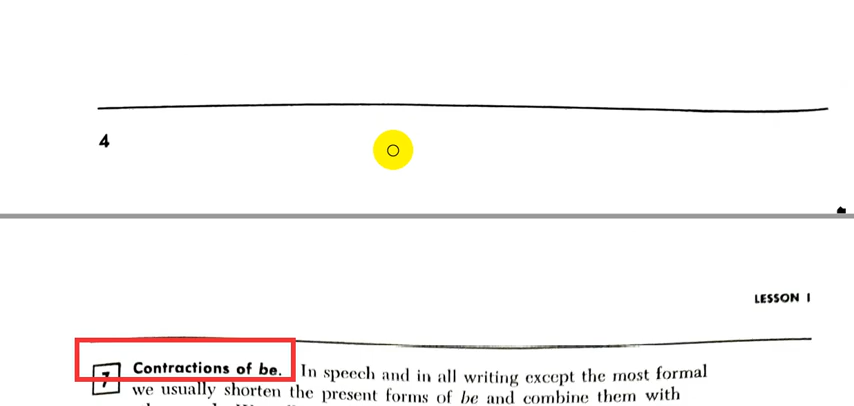 4
LESSON 1
7 Contractions of be. In speech and in all writing except the most formal
we usually shorten the present forms of be and combine them with